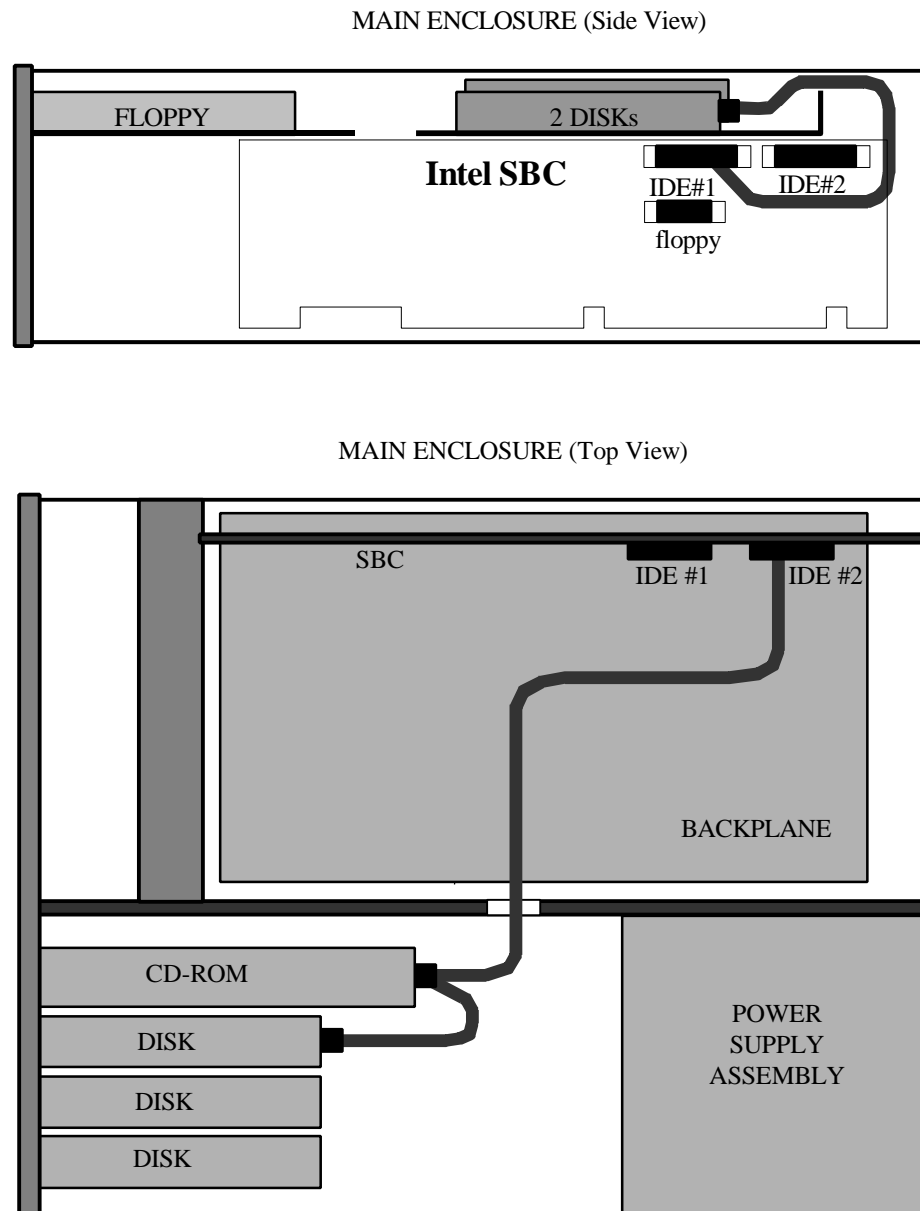 MAIN ENCLOSURE (Side View)
FLOPPY
2 DISKs
Intel SBC
IDE#1
IDE#2
floppy
MAIN ENCLOSURE (Top View)
SBC
IDE #1
IDE #2
BACKPLANE
CD-ROM
DISK
DISK
DISK
POWER
SUPPLY
ASSEMBLY